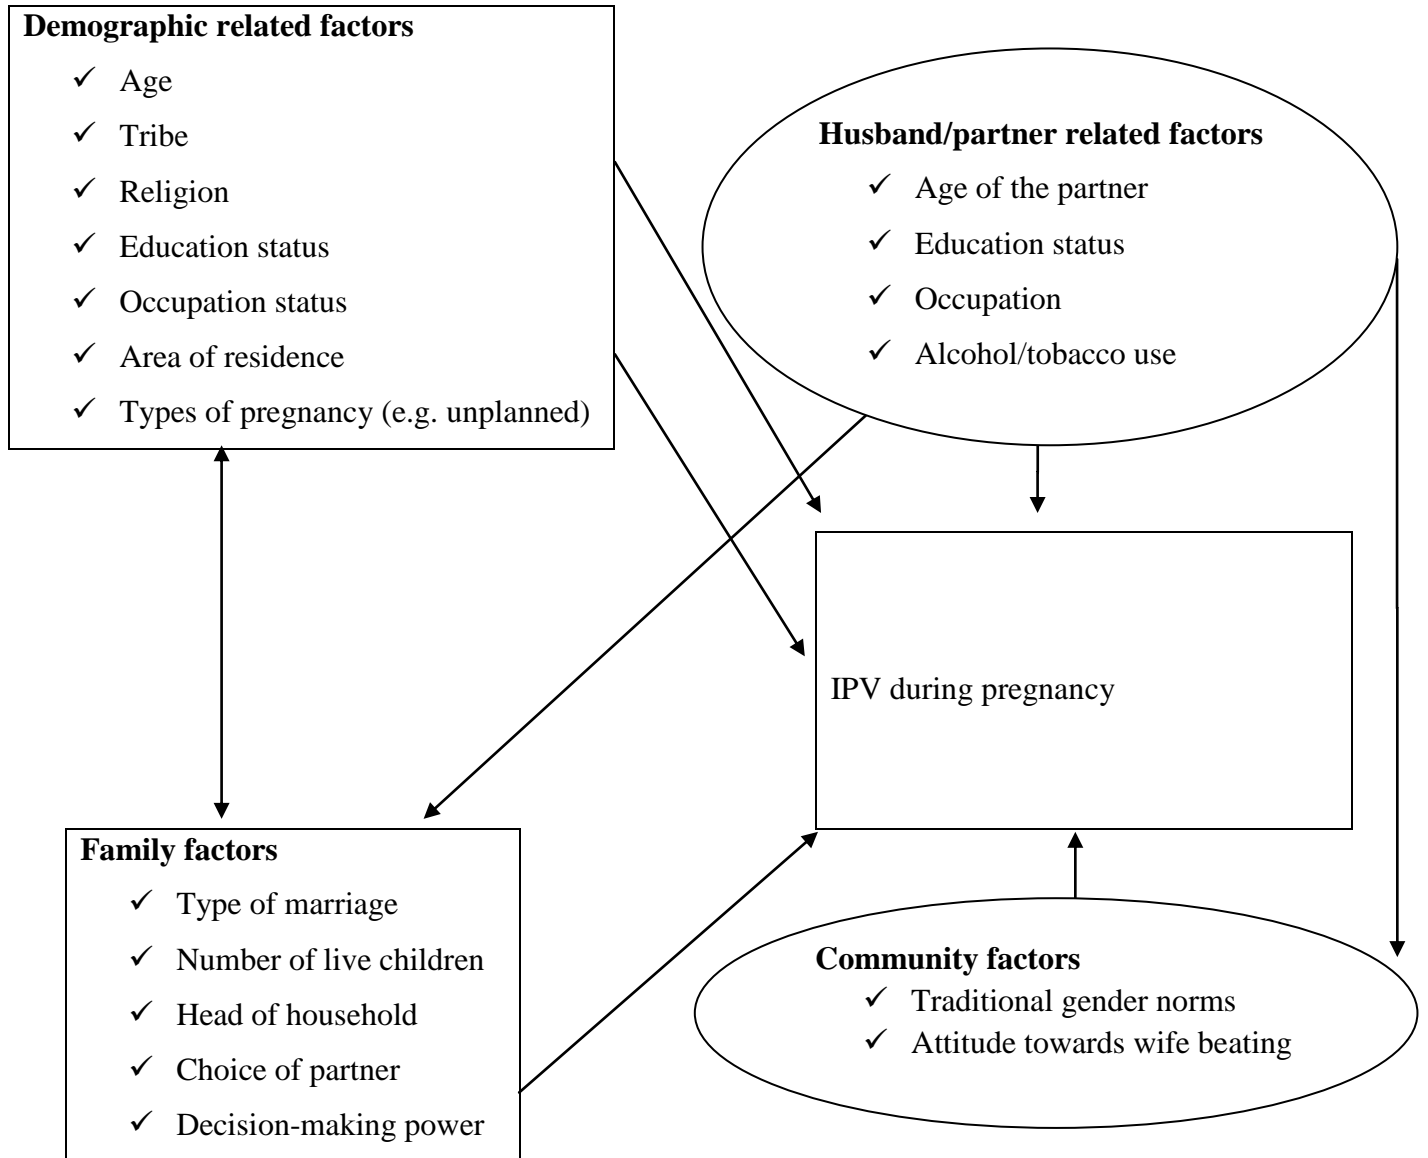 Demographic related factors
✓ Age
✓ Tribe
✓ Religion
✓ Education status
✓ Occupation status
✓ Area of residence
✓ Types of pregnancy (e.g. unplanned)
Husband/partner related factors
✓ Age of the partner
✓ Education status
✓ Occupation
✓ Alcohol/tobacco use
IPV during pregnancy
Family factors
✓ Type of marriage
✓ Number of live children
✓ Head of household
✓ Choice of partner
✓ Decision-making power
Community factors
✓ Traditional gender norms
✓ Attitude towards wife beating